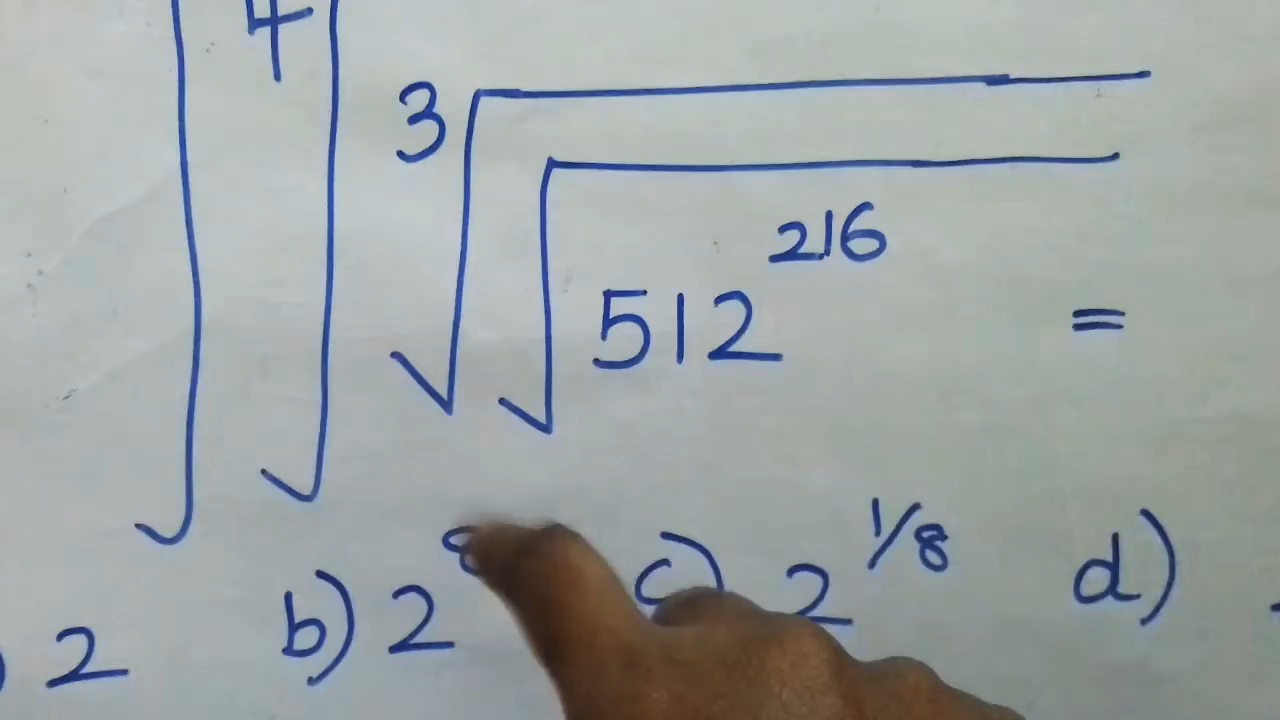 4
3
√√512^216 =
) 2 b) 2 c) 2^1/8 d)